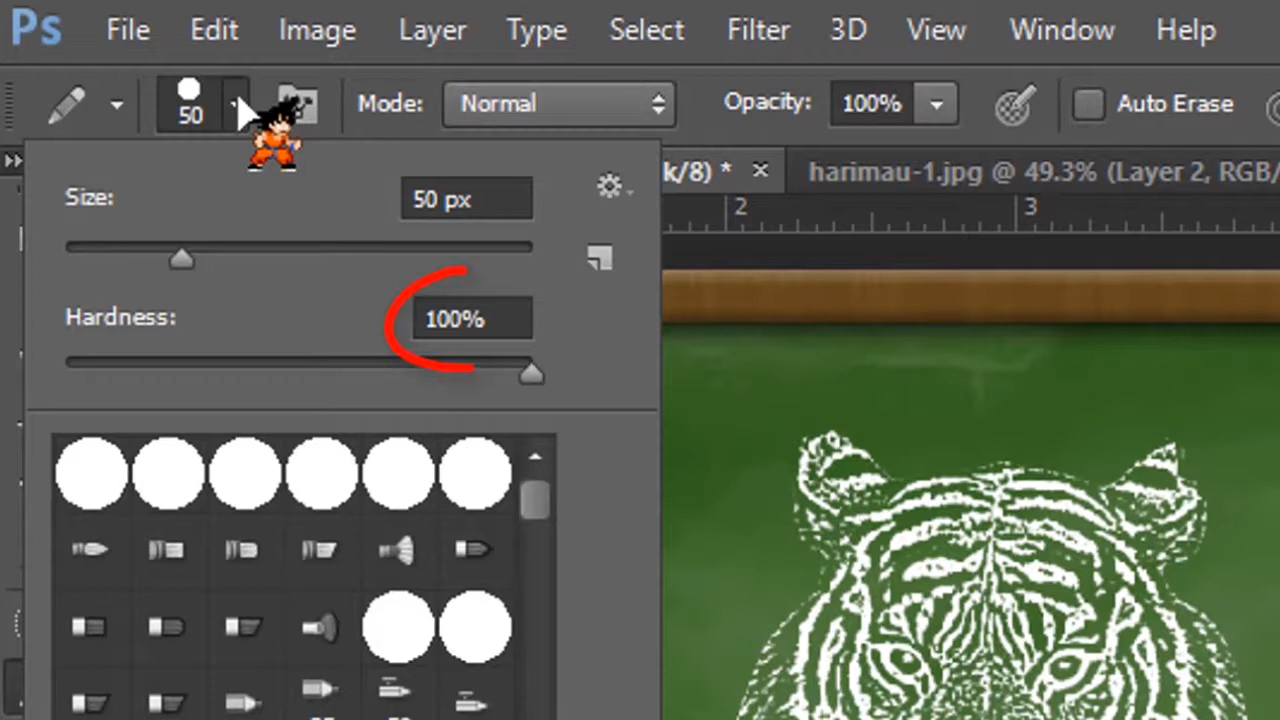 Ps File Edit Image Layer Type Select Filter 3D View Window Help
50 Mode: Normal Opacity: 100% Auto Erase
k/8) * × harimau-1.jpg @ 49.3% (Layer 2, RGB/
Size: 50 px
2 3
Hardness: 100%